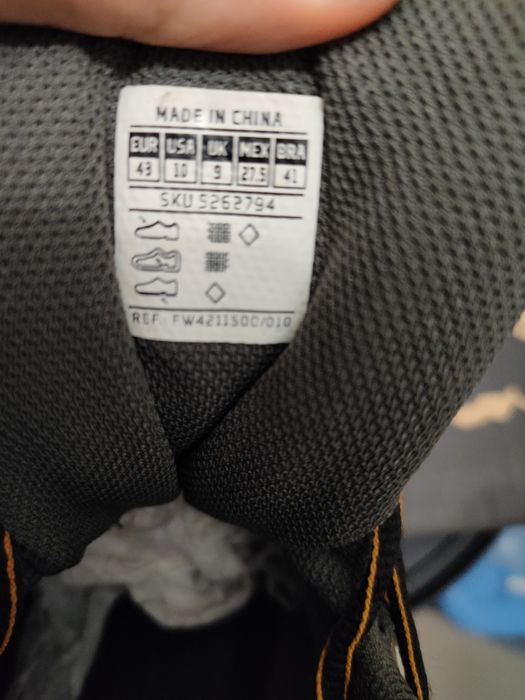 MADE IN CHINA
EUR USA UK MEX BRA
43 10 9 27.5 41
SKU 5262794
REF.: FW4211500/010